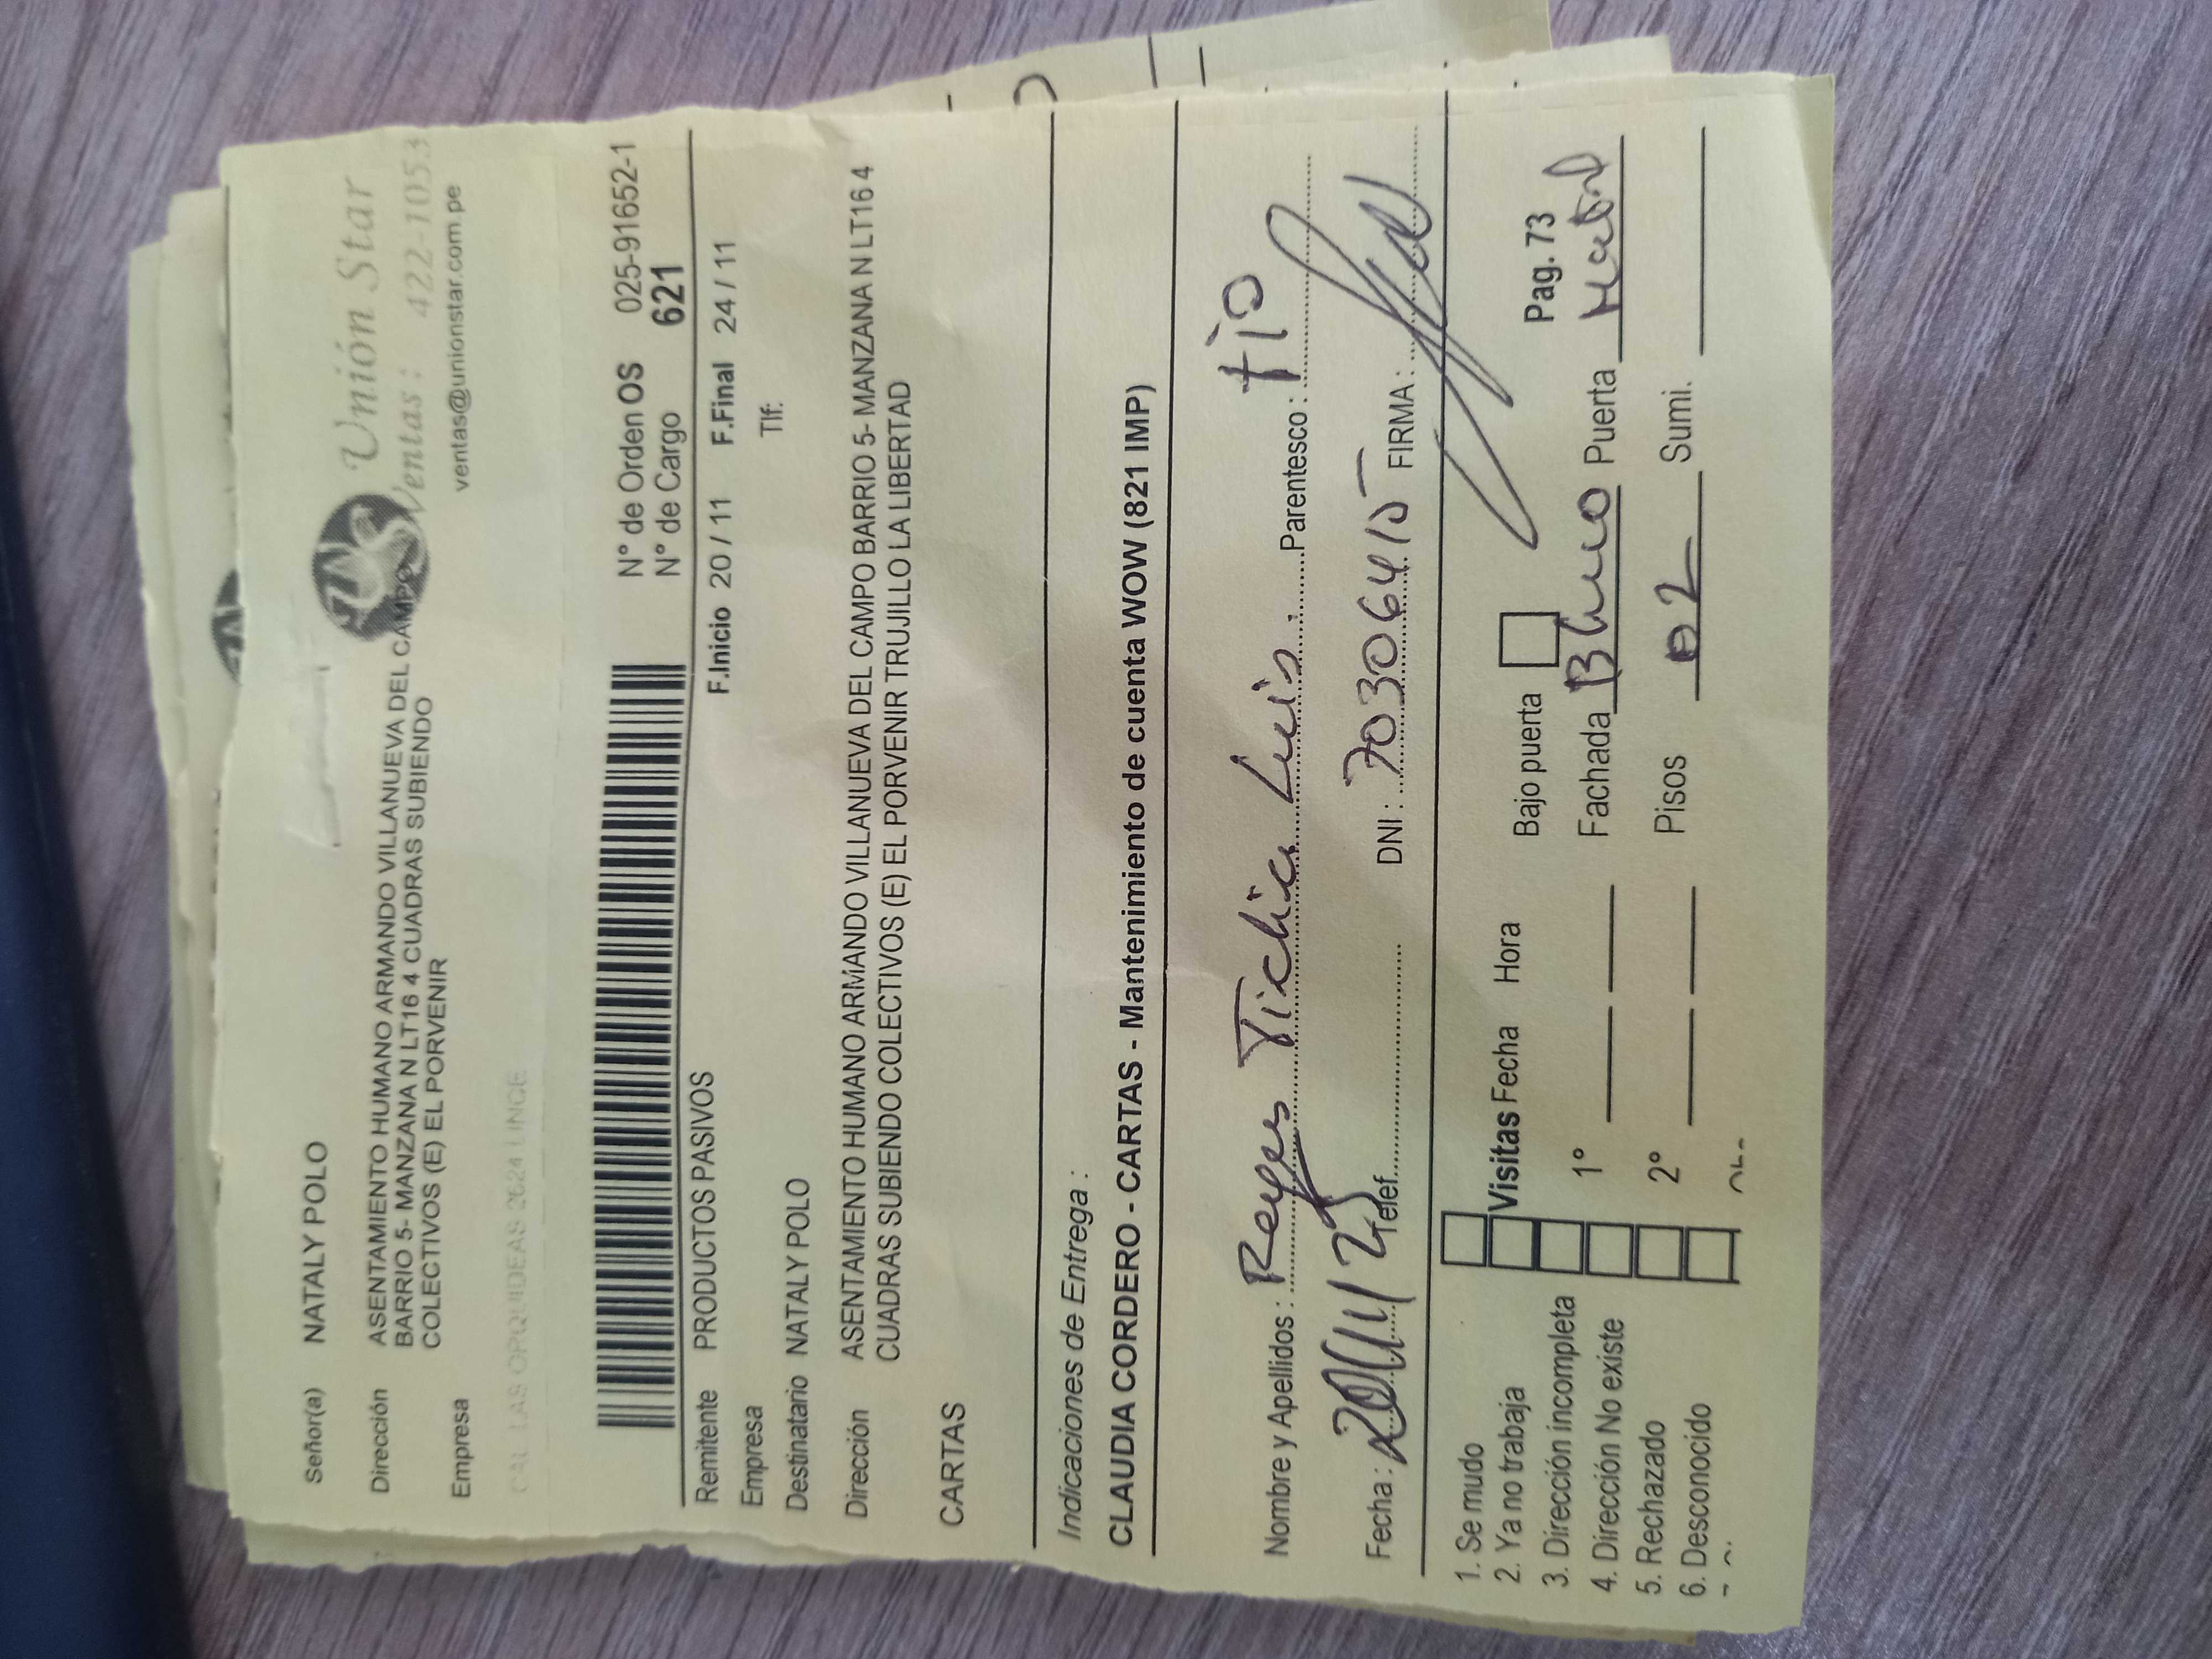 Unión Star
Ventas : 422-1053
ventas@unionstar.com.pe
Señor(a) NATALY POLO
Dirección ASENTAMIENTO HUMANO ARMANDO VILLANUEVA DEL CAMPO
BARRIO 5- MANZANA N LT16 4 CUADRAS SUBIENDO
COLECTIVOS (E) EL PORVENIR
Empresa
CAL LAS ORQUIDEAS 2624 LINCE
N° de Orden OS 025-91652-1
N° de Cargo 621
Remitente PRODUCTOS PASIVOS F.Inicio 20 / 11 F.Final 24 / 11
Empresa Tlf:
Destinatario NATALY POLO
Dirección ASENTAMIENTO HUMANO ARMANDO VILLANUEVA DEL CAMPO BARRIO 5- MANZANA N LT16 4
CUADRAS SUBIENDO COLECTIVOS (E) EL PORVENIR TRUJILLO LA LIBERTAD
CARTAS
Indicaciones de Entrega :
CLAUDIA CORDERO - CARTAS - Mantenimiento de cuenta WOW (821 IMP)
Nombre y Apellidos : Reyes Luis Parentesco : tio
Fecha : Telef. DNI : 70306415 FIRMA :
1. Se mudo
2. Ya no trabaja Visitas Fecha Hora Bajo puerta Pag. 73
3. Dirección incompleta
4. Dirección No existe 1° Fachada Puerta
5. Rechazado
6. Desconocido 2° Pisos 02 Sumi.